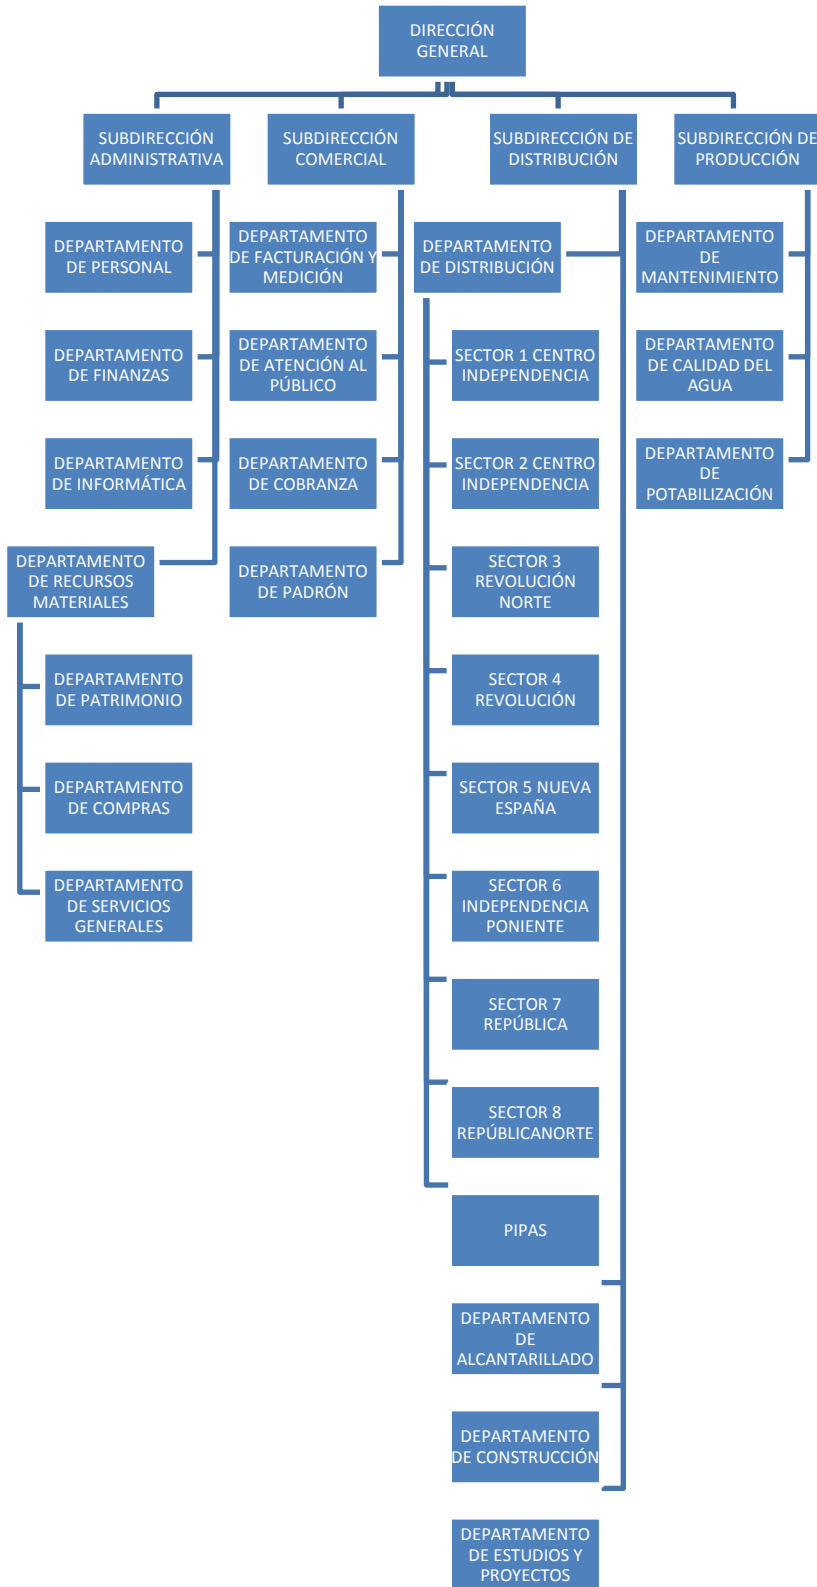 DIRECCIÓN
GENERAL
SUBDIRECCIÓN
ADMINISTRATIVA
DEPARTAMENTO
DE PERSONAL
DEPARTAMENTO
DE FINANZAS
DEPARTAMENTO
DE INFORMÁTICA
DEPARTAMENTO
DE RECURSOS
MATERIALES
DEPARTAMENTO
DE PATRIMONIO
DEPARTAMENTO
DE COMPRAS
DEPARTAMENTO
DE SERVICIOS
GENERALES
SUBDIRECCIÓN
COMERCIAL
DEPARTAMENTO
DE FACTURACIÓN Y
MEDICIÓN
DEPARTAMENTO
DE ATENCIÓN AL
PÚBLICO
DEPARTAMENTO
DE COBRANZA
DEPARTAMENTO
DE PADRÓN
SUBDIRECCIÓN DE
DISTRIBUCIÓN
DEPARTAMENTO
DE DISTRIBUCIÓN
SECTOR 1 CENTRO
INDEPENDENCIA
SECTOR 2 CENTRO
INDEPENDENCIA
SECTOR 3
REVOLUCIÓN
NORTE
SECTOR 4
REVOLUCIÓN
SECTOR 5 NUEVA
ESPAÑA
SECTOR 6
INDEPENDENCIA
PONIENTE
SECTOR 7
REPÚBLICA
SECTOR 8
REPÚBLICANORTE
PIPAS
DEPARTAMENTO
DE
ALCANTARILLADO
DEPARTAMENTO
DE CONSTRUCCIÓN
DEPARTAMENTO
DE ESTUDIOS Y
PROYECTOS
SUBDIRECCIÓN DE
PRODUCCIÓN
DEPARTAMENTO
DE
MANTENIMIENTO
DEPARTAMENTO
DE CALIDAD DEL
AGUA
DEPARTAMENTO
DE
POTABILIZACIÓN